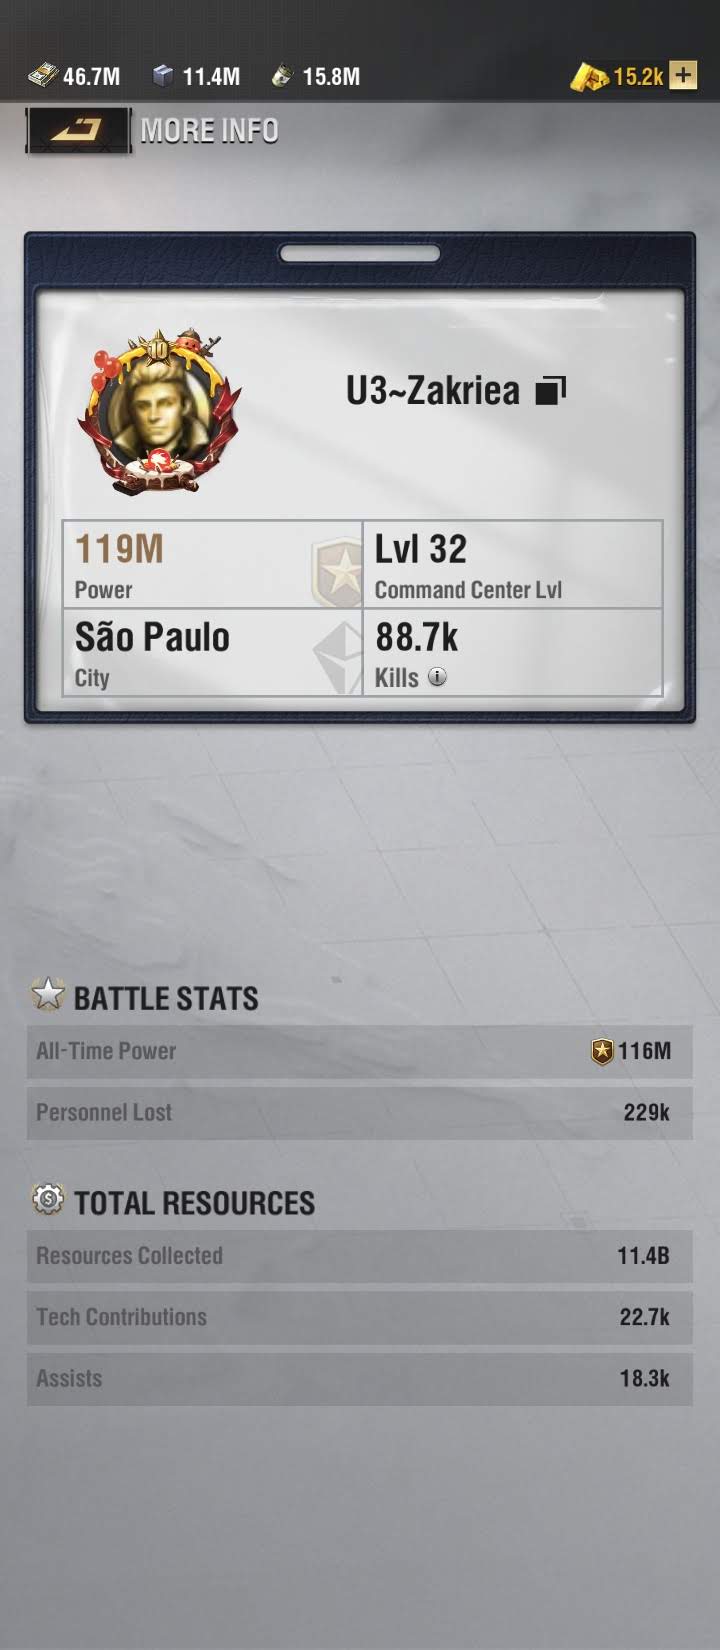 46.7M 11.4M 15.8M 15.2k +
MORE INFO
10
U3~Zakriea
119M
Power
Lvl 32
Command Center Lvl
São Paulo
City
88.7k
Kills i
BATTLE STATS
All-Time Power 116M
Personnel Lost 229k
TOTAL RESOURCES
Resources Collected 11.4B
Tech Contributions 22.7k
Assists 18.3k